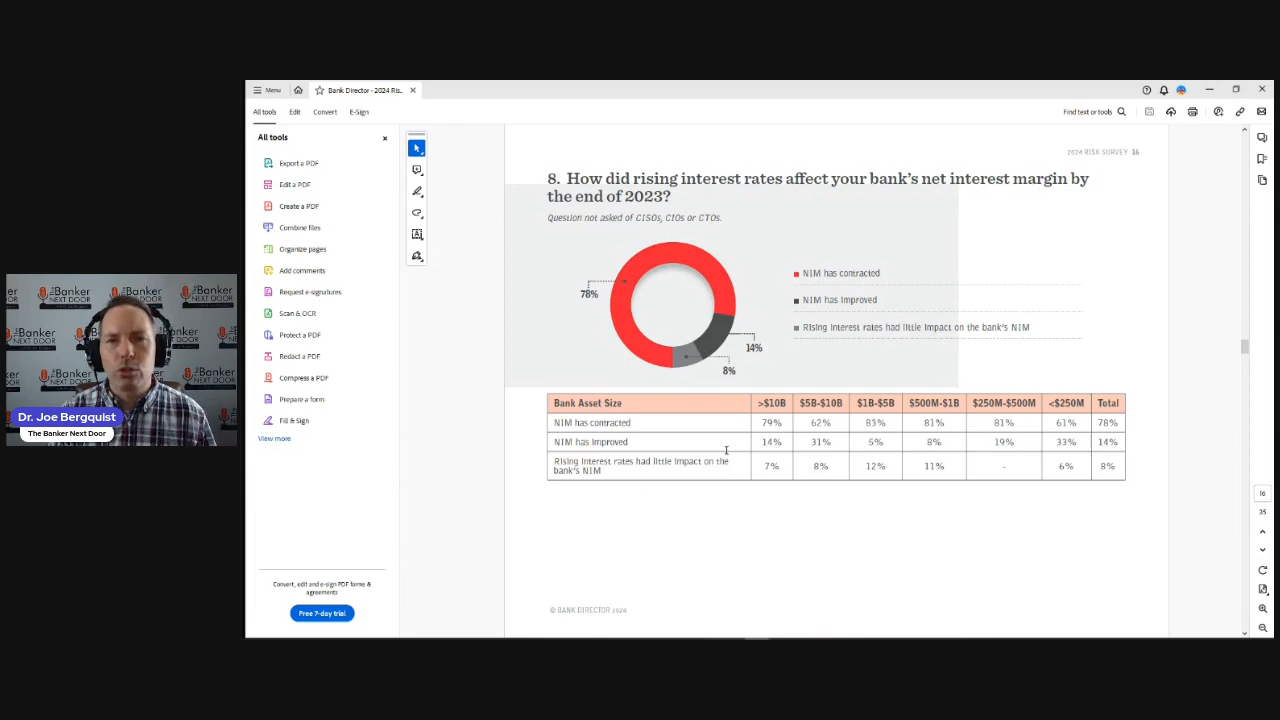 Menu
Bank Director - 2024 Ris...
All tools
Edit
Convert
E-Sign
Find text or tools
All tools
Export a PDF
Edit a PDF
Create a PDF
Combine files
Organize pages
Add comments
Request e-signatures
Scan & OCR
Protect a PDF
Redact a PDF
Compress a PDF
Prepare a form
Fill & Sign
View more
Convert, edit and e-sign PDF forms &
agreements
Free 7-day trial
2024 RISK SURVEY 16
8. How did rising interest rates affect your bank's net interest margin by
the end of 2023?
Question not asked of CISOs, CIOs or CTOs.
78%
14%
8%
NIM has contracted
NIM has improved
Rising interest rates had little impact on the bank's NIM
Bank Asset Size >$10B $5B-$10B $1B-$5B $500M-$1B $250M-$500M <$250M Total
NIM has contracted 79% 62% 83% 81% 81% 61% 78%
NIM has improved 14% 31% 5% 8% 19% 33% 14%
Rising interest rates had little impact on the
bank's NIM 7% 8% 12% 11% - 6% 8%
© BANK DIRECTOR 2024
16
35
The Banker
NEXT DOOR
Dr. Joe Bergquist
The Banker Next Door